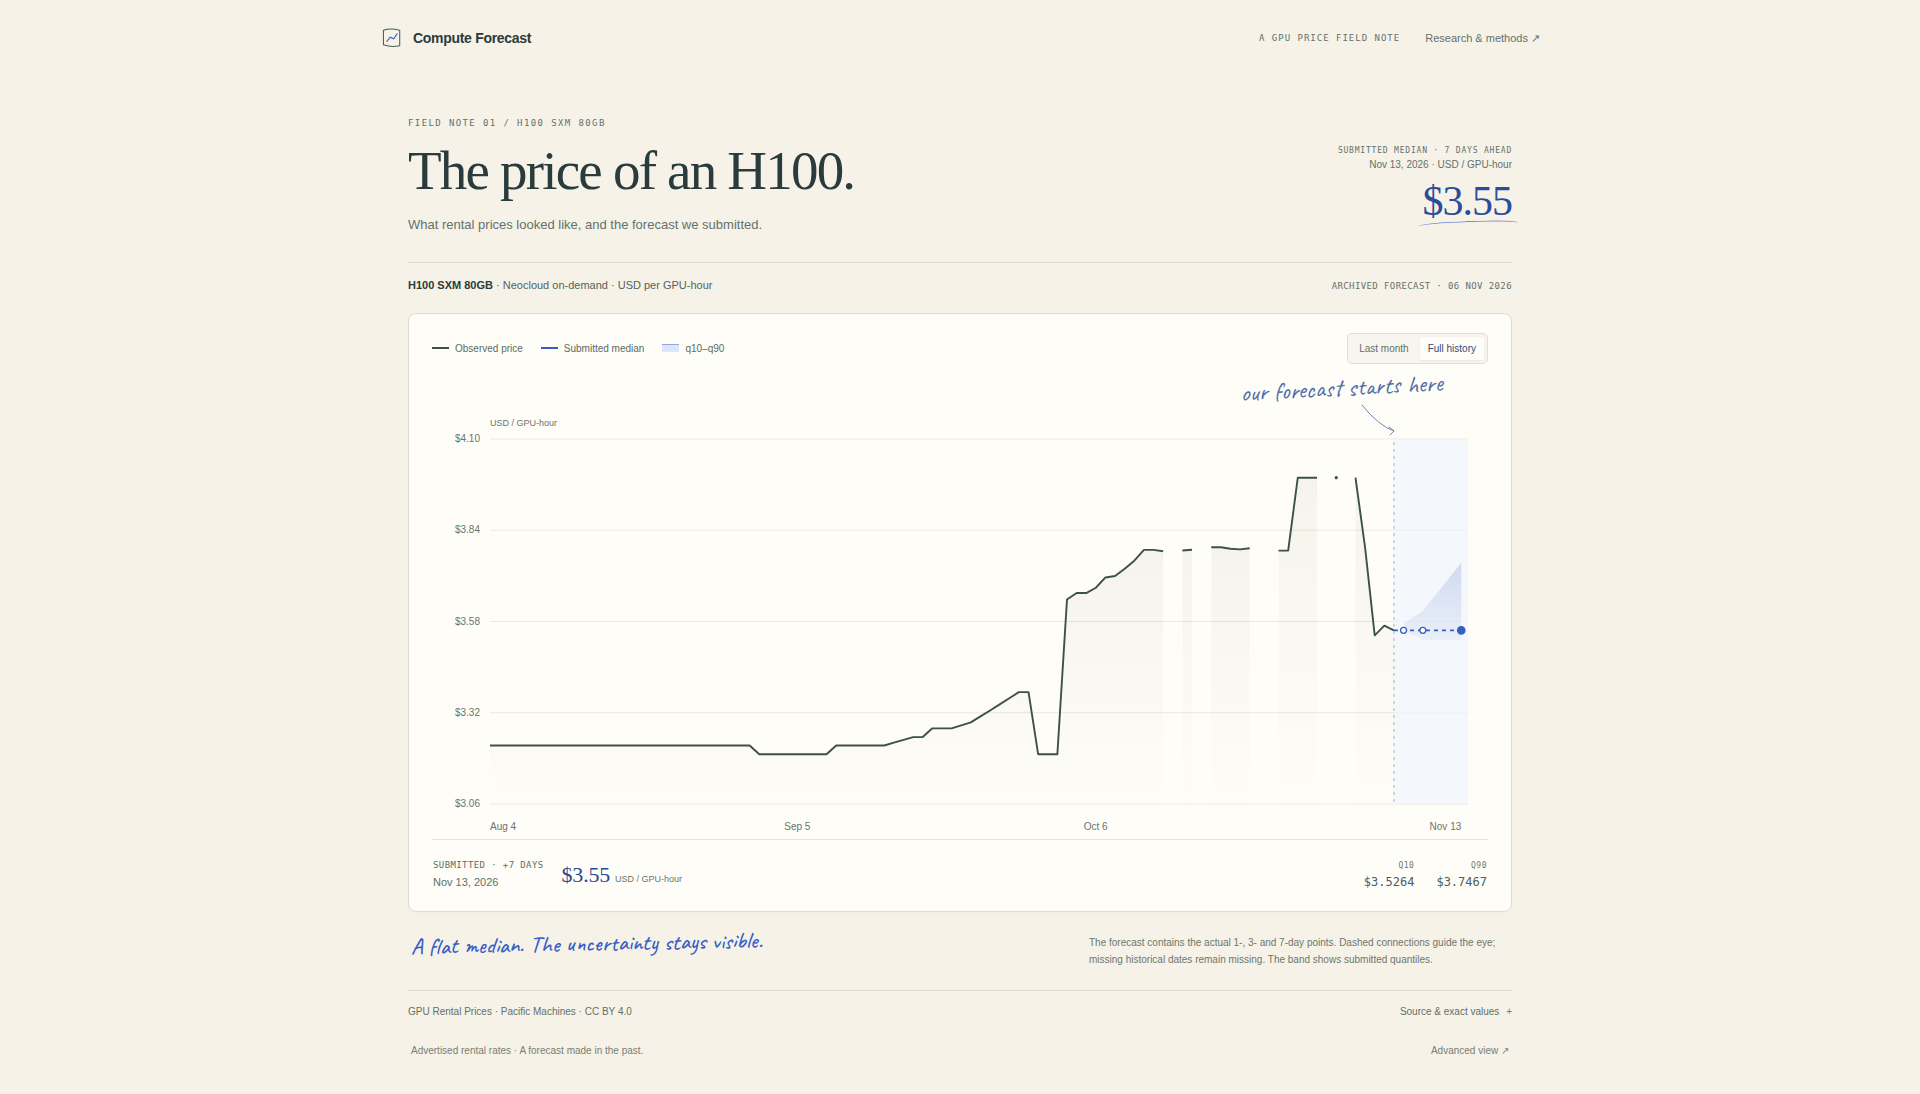 Compute Forecast
A GPU PRICE FIELD NOTE
Research & methods ↗
FIELD NOTE 01 / H100 SXM 80GB
The price of an H100.
What rental prices looked like, and the forecast we submitted.
SUBMITTED MEDIAN · 7 DAYS AHEAD
Nov 13, 2026 · USD / GPU-hour
$3.55
H100 SXM 80GB · Neocloud on-demand · USD per GPU-hour
ARCHIVED FORECAST · 06 NOV 2026
Observed price
Submitted median
q10–q90
Last month
Full history
our forecast starts here
USD / GPU-hour
$4.10
$3.84
$3.58
$3.32
$3.06
Aug 4
Sep 5
Oct 6
Nov 13
SUBMITTED · +7 DAYS
Nov 13, 2026
$3.55 USD / GPU-hour
Q10
$3.5264
Q90
$3.7467
A flat median. The uncertainty stays visible.
The forecast contains the actual 1-, 3- and 7-day points. Dashed connections guide the eye;
missing historical dates remain missing. The band shows submitted quantiles.
GPU Rental Prices · Pacific Machines · CC BY 4.0
Source & exact values +
Advertised rental rates · A forecast made in the past.
Advanced view ↗